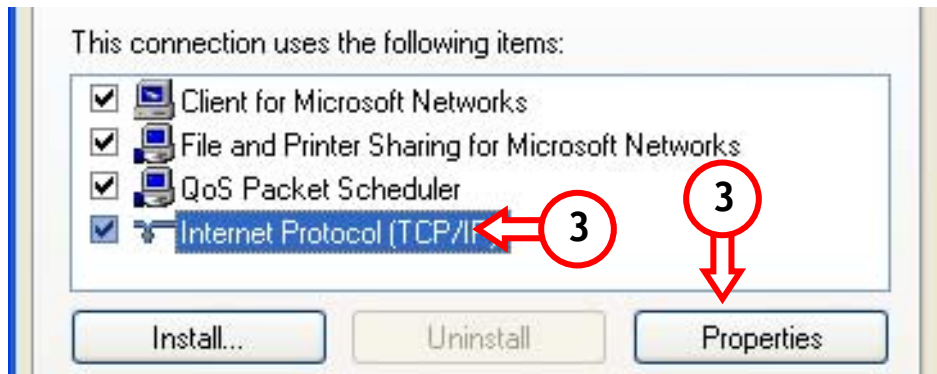 This connection uses the following items:
Client for Microsoft Networks
File and Printer Sharing for Microsoft Networks
QoS Packet Scheduler
3
Internet Protocol (TCP/IP)
3
Install...
Uninstall
Properties